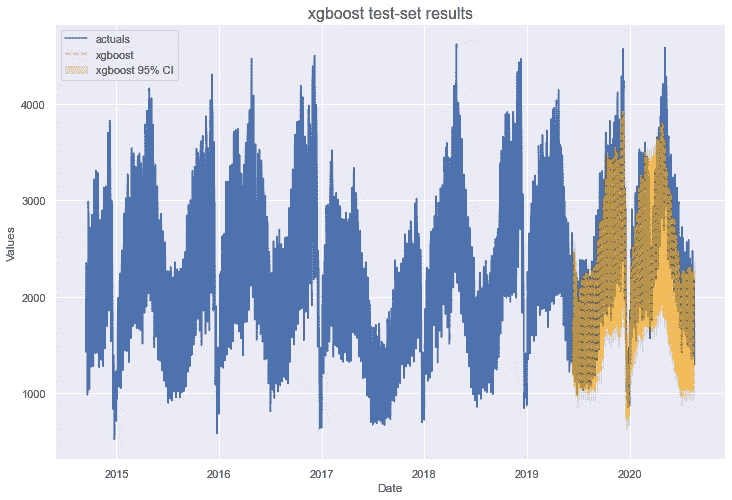 xgboost test-set results
actuals
xgboost
xgboost 95% CI
Values
4000
3000
2000
1000
2015 2016 2017 2018 2019 2020
Date